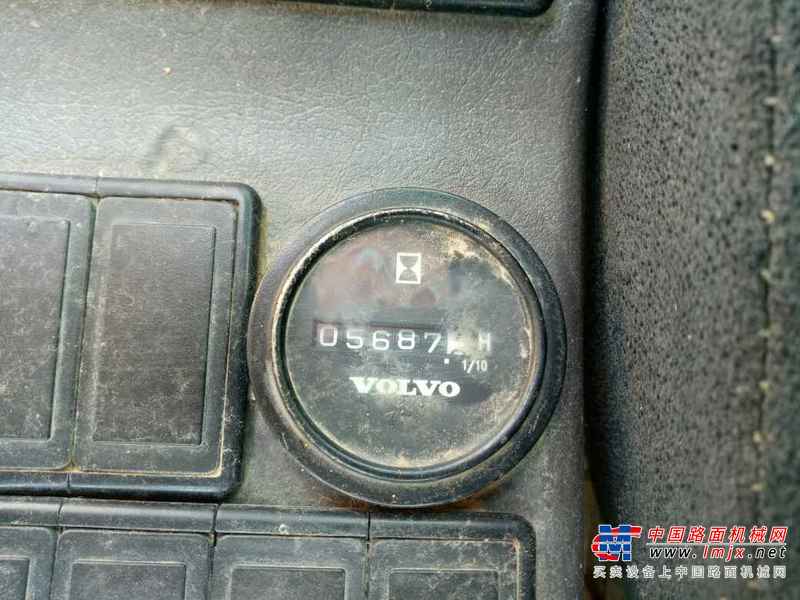 05687 H
1/10
VOLVO
中国路面机械网
www.lmjx.net
买卖设备上中国路面机械网